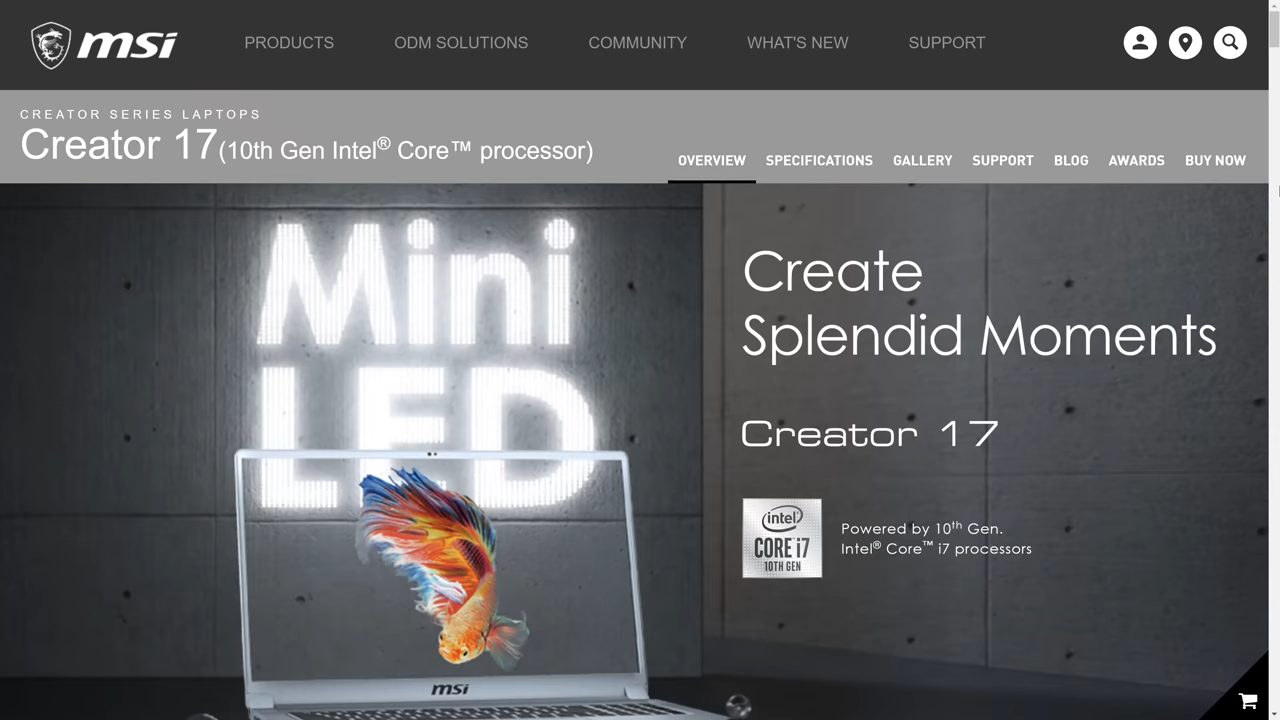 msi
PRODUCTS
ODM SOLUTIONS
COMMUNITY
WHAT'S NEW
SUPPORT
CREATOR SERIES LAPTOPS
Creator 17(10th Gen Intel® Core™ processor)
OVERVIEW
SPECIFICATIONS
GALLERY
SUPPORT
BLOG
AWARDS
BUY NOW
Mini
LED
Create
Splendid Moments
Creator 17
intel®
CORE™ i7
10TH GEN
Powered by 10th Gen.
Intel® Core™ i7 processors
msi